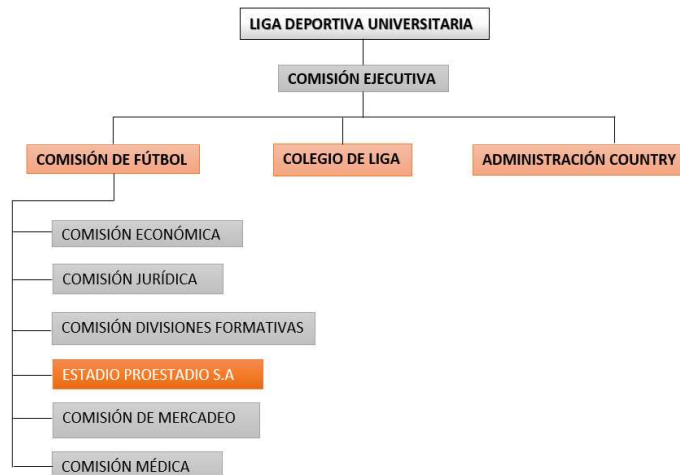 LIGA DEPORTIVA UNIVERSITARIA
COMISIÓN EJECUTIVA
COMISIÓN DE FÚTBOL
COLEGIO DE LIGA
ADMINISTRACIÓN COUNTRY
COMISIÓN ECONÓMICA
COMISIÓN JURÍDICA
COMISIÓN DIVISIONES FORMATIVAS
ESTADIO PROESTADIO S.A
COMISIÓN DE MERCADEO
COMISIÓN MÉDICA